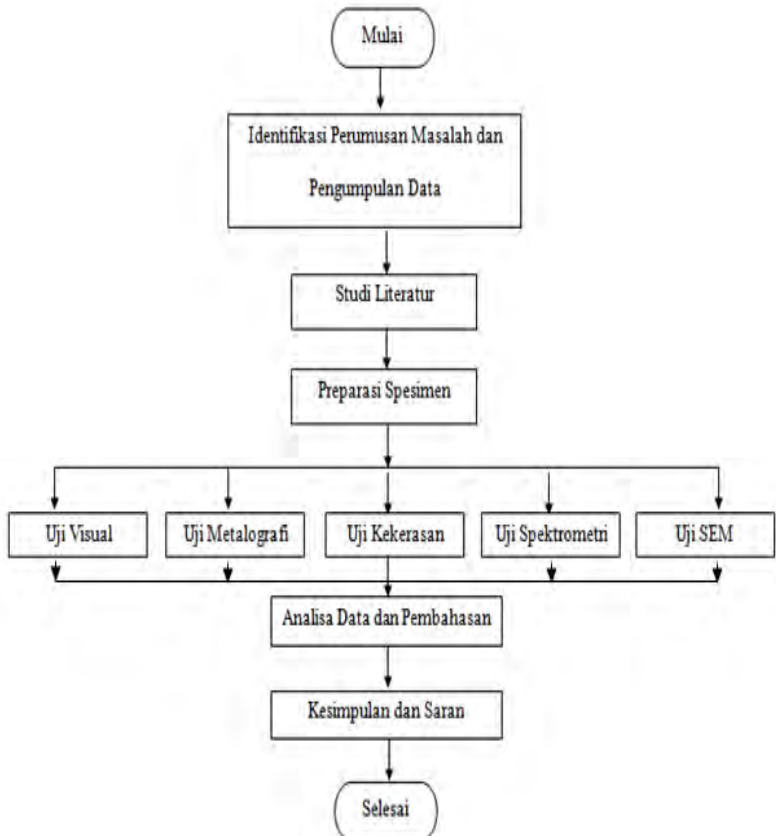 Mulai
Identifikasi Perumusan Masalah dan
Pengumpulan Data
Studi Literatur
Preparasi Spesimen
Uji Visual
Uji Metalografi
Uji Kekerasan
Uji Spektrometri
Uji SEM
Analisa Data dan Pembahasan
Kesimpulan dan Saran
Selesai